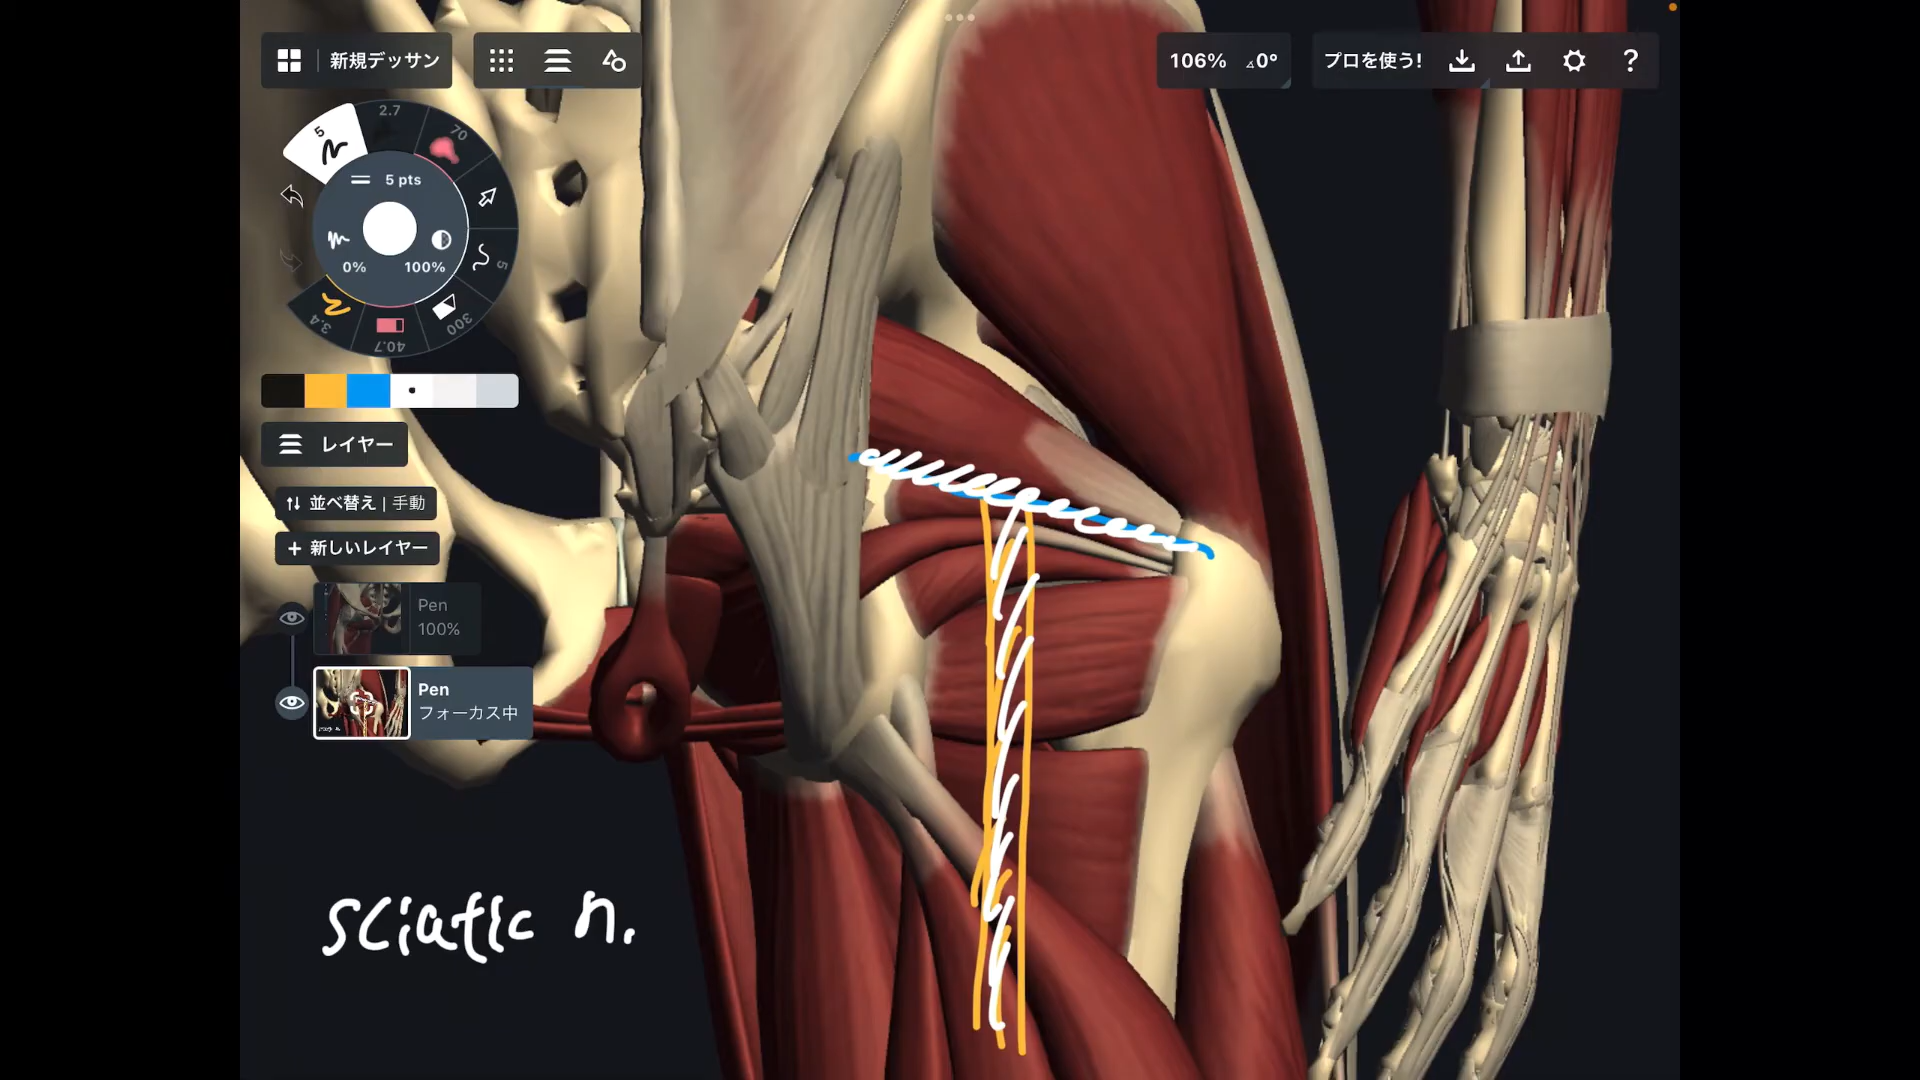 新規デッサン
106% ⊿0°
プロを使う! ?
2.7
5
70
5 pts
5
0% 100%
3.4
40.7
300
レイヤー
並べ替え | 手動
+ 新しいレイヤー
Pen
100%
Pen
フォーカス中
sciatic n.